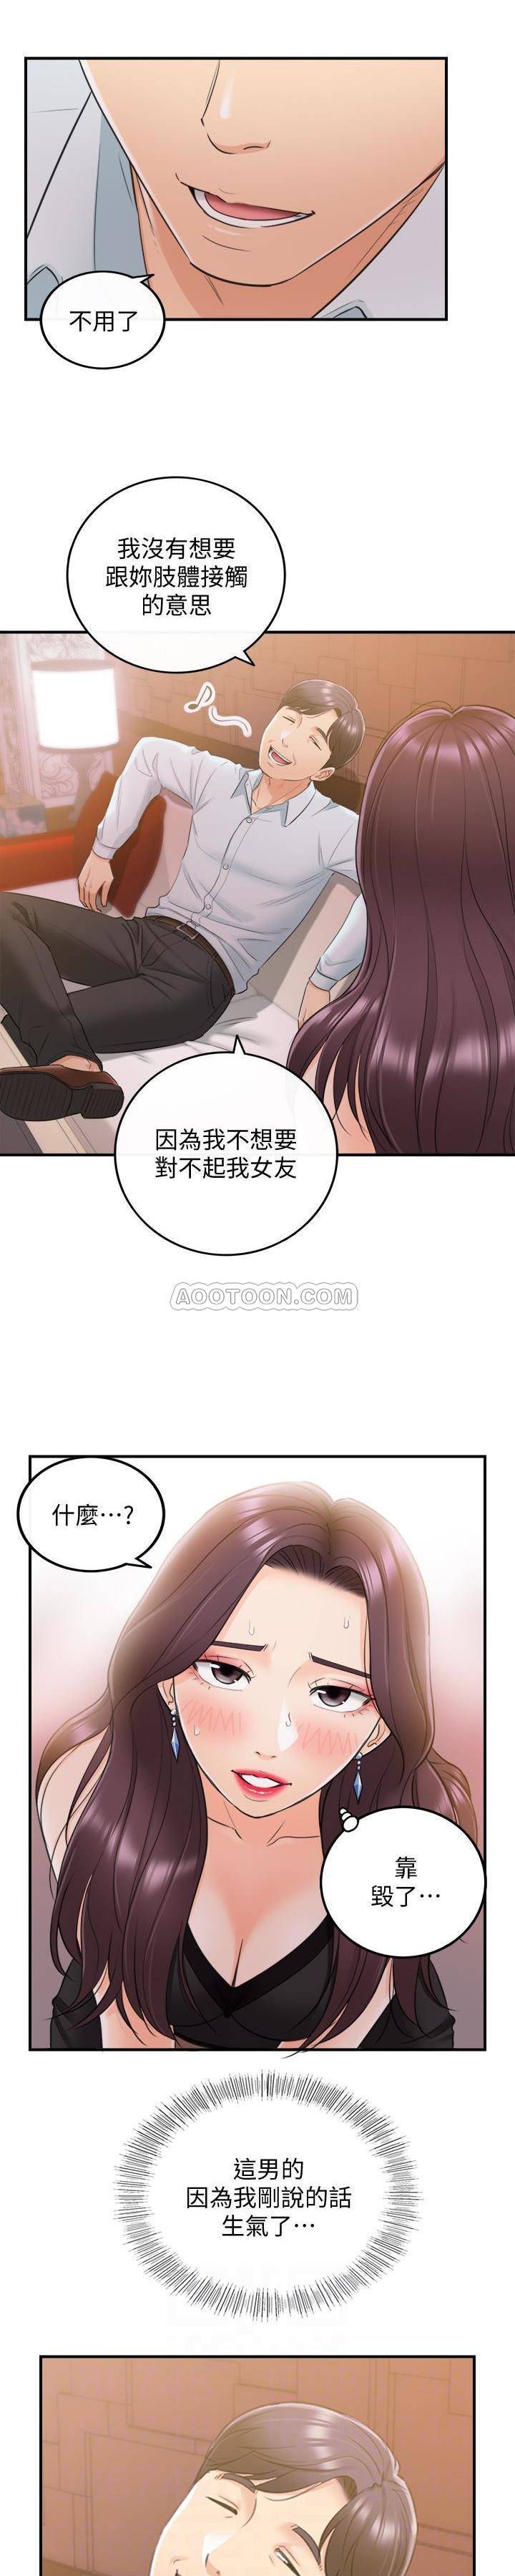 不用了
我沒有想要
跟妳肢體接觸
的意思
因為我不想要
對不起我女友
AOOTOON.COM
什麼…?
靠
毀了…
這男的
因為我剛說的話
生氣了…